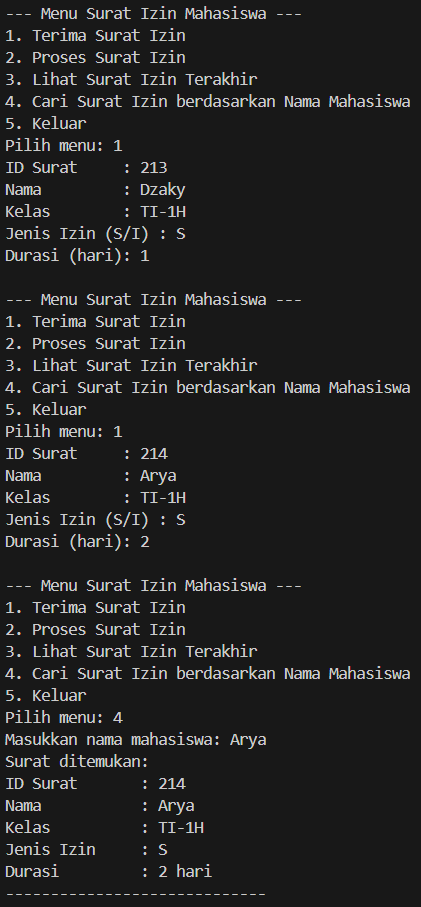 --- Menu Surat Izin Mahasiswa ---
1. Terima Surat Izin
2. Proses Surat Izin
3. Lihat Surat Izin Terakhir
4. Cari Surat Izin berdasarkan Nama Mahasiswa
5. Keluar
Pilih menu: 1
ID Surat     : 213
Nama         : Dzaky
Kelas        : TI-1H
Jenis Izin (S/I) : S
Durasi (hari): 1

--- Menu Surat Izin Mahasiswa ---
1. Terima Surat Izin
2. Proses Surat Izin
3. Lihat Surat Izin Terakhir
4. Cari Surat Izin berdasarkan Nama Mahasiswa
5. Keluar
Pilih menu: 1
ID Surat     : 214
Nama         : Arya
Kelas        : TI-1H
Jenis Izin (S/I) : S
Durasi (hari): 2

--- Menu Surat Izin Mahasiswa ---
1. Terima Surat Izin
2. Proses Surat Izin
3. Lihat Surat Izin Terakhir
4. Cari Surat Izin berdasarkan Nama Mahasiswa
5. Keluar
Pilih menu: 4
Masukkan nama mahasiswa: Arya
Surat ditemukan:
ID Surat       : 214
Nama           : Arya
Kelas          : TI-1H
Jenis Izin     : S
Durasi         : 2 hari
-----------------------------